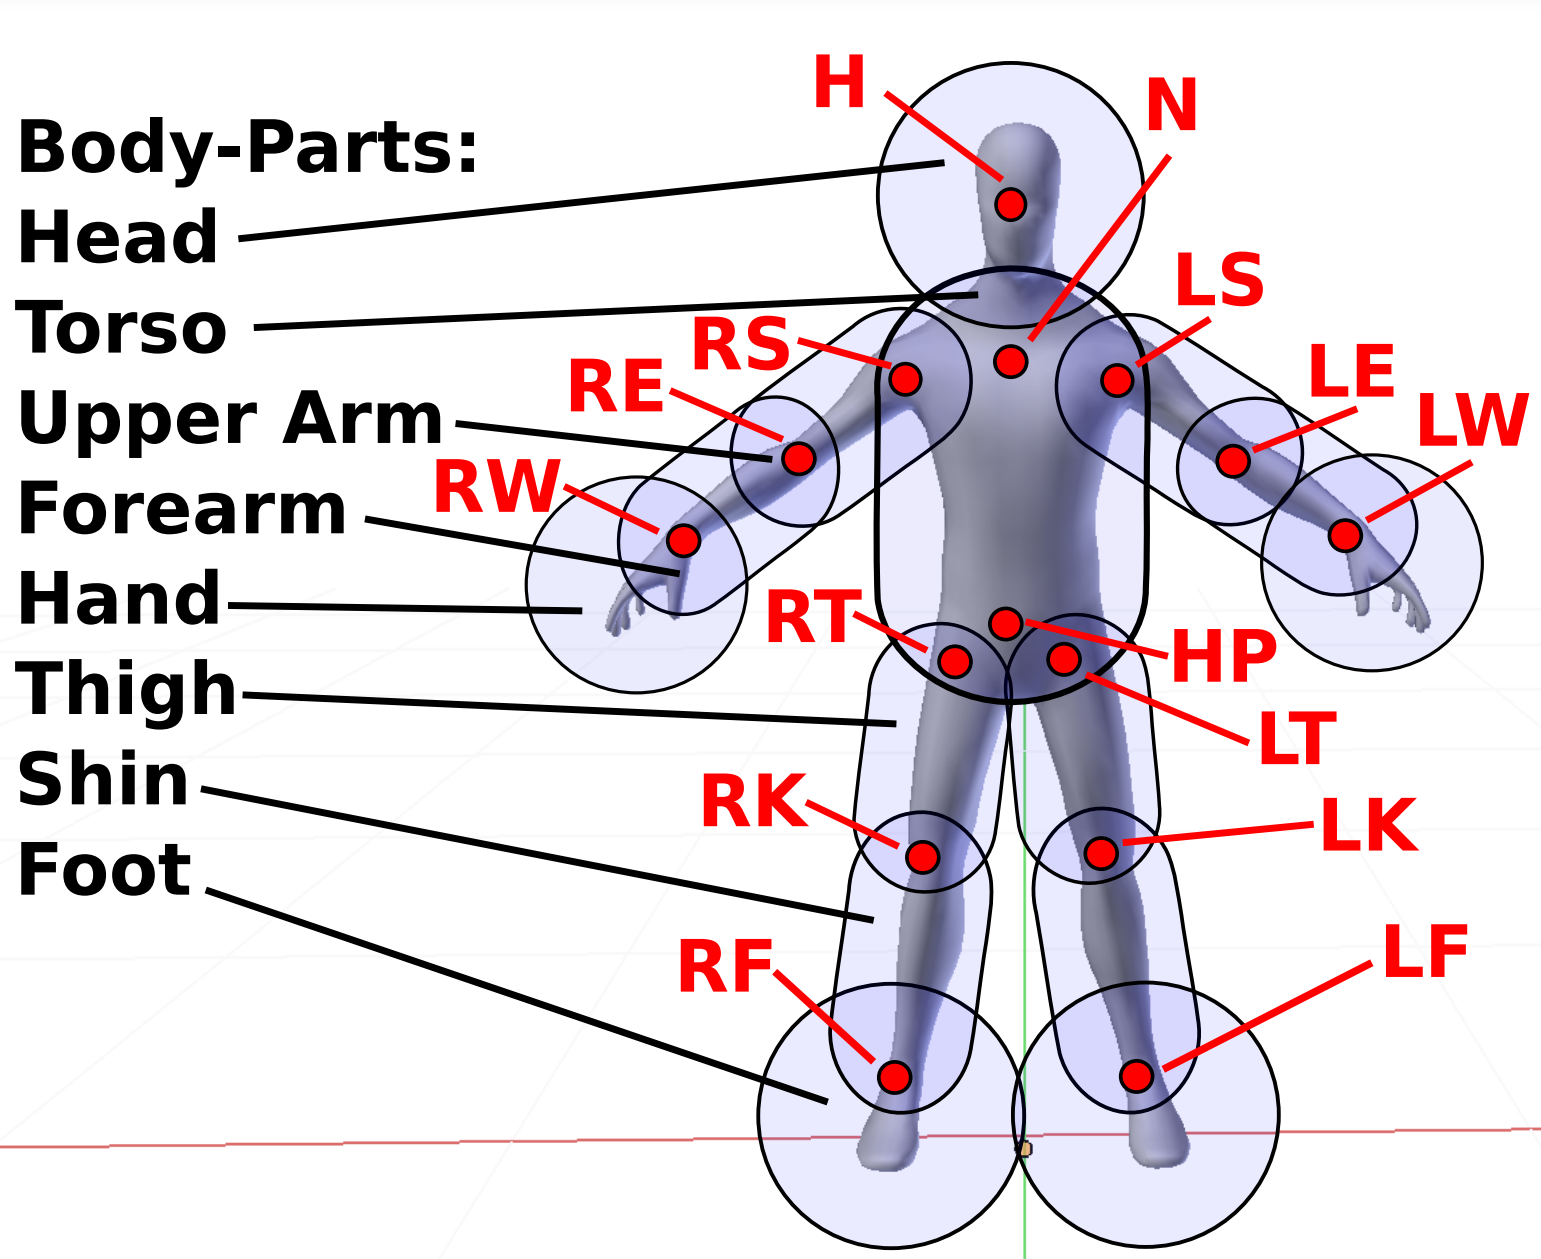 Body-Parts:
Head
Torso
Upper Arm
Forearm
Hand
Thigh
Shin
Foot
H
N
LS
RS
LE
RE
LW
RW
RT
HP
LT
RK
LK
RF
LF